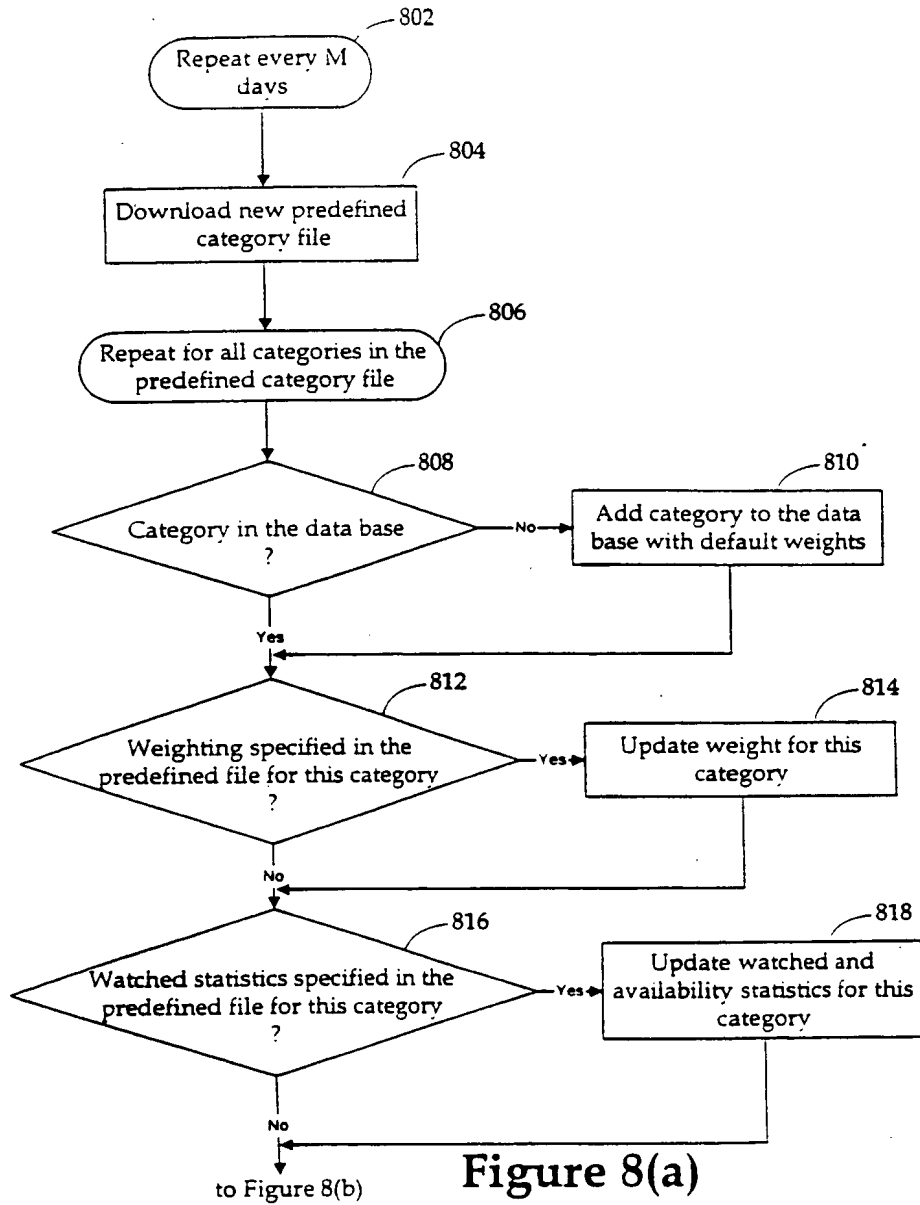 802
Repeat every M
days
804
Download new predefined
category file
806
Repeat for all categories in the
predefined category file
808
Category in the data base
?
No
810
Add category to the data
base with default weights
Yes
812
Weighting specified in the
predefined file for this category
?
Yes
814
Update weight for this
category
No
816
Watched statistics specified in the
predefined file for this category
?
Yes
818
Update watched and
availability statistics for this
category
No
to Figure 8(b)
Figure 8(a)